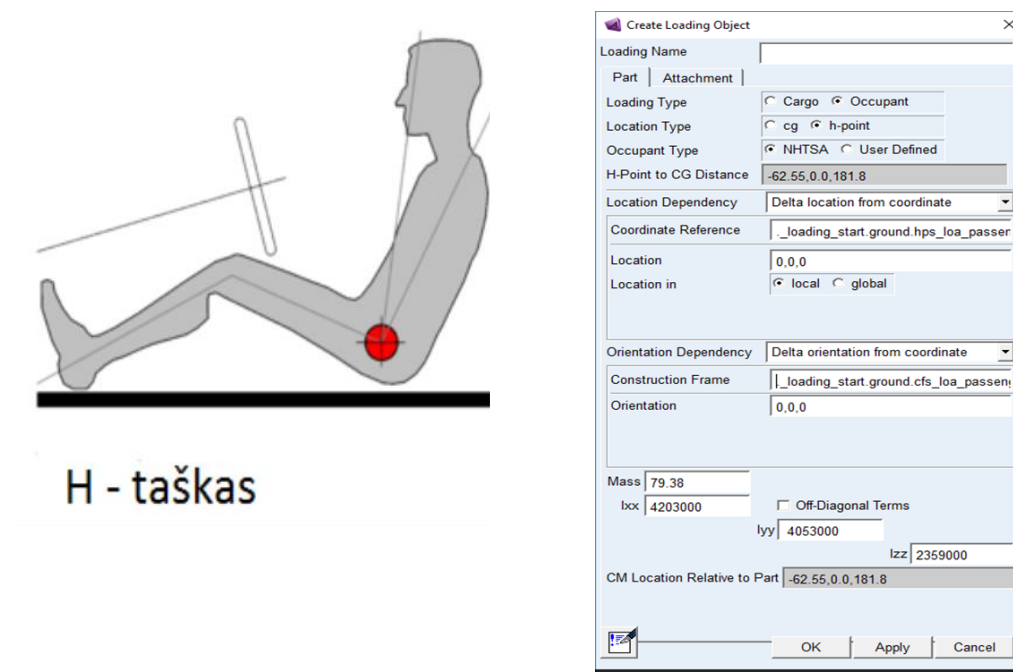 H - taškas
Create Loading Object
Loading Name
Part Attachment
Loading Type Cargo Occupant
Location Type cg h-point
Occupant Type NHTSA User Defined
H-Point to CG Distance -62.55,0.0,181.8
Location Dependency Delta location from coordinate
Coordinate Reference ._loading_start.ground.hps_loa_passer
Location 0,0,0
Location in local global
Orientation Dependency Delta orientation from coordinate
Construction Frame _loading_start.ground.cfs_loa_passen
Orientation 0,0,0
Mass 79.38
Ixx 4203000 Off-Diagonal Terms
Iyy 4053000
Izz 2359000
CM Location Relative to Part -62.55,0.0,181.8
OK Apply Cancel